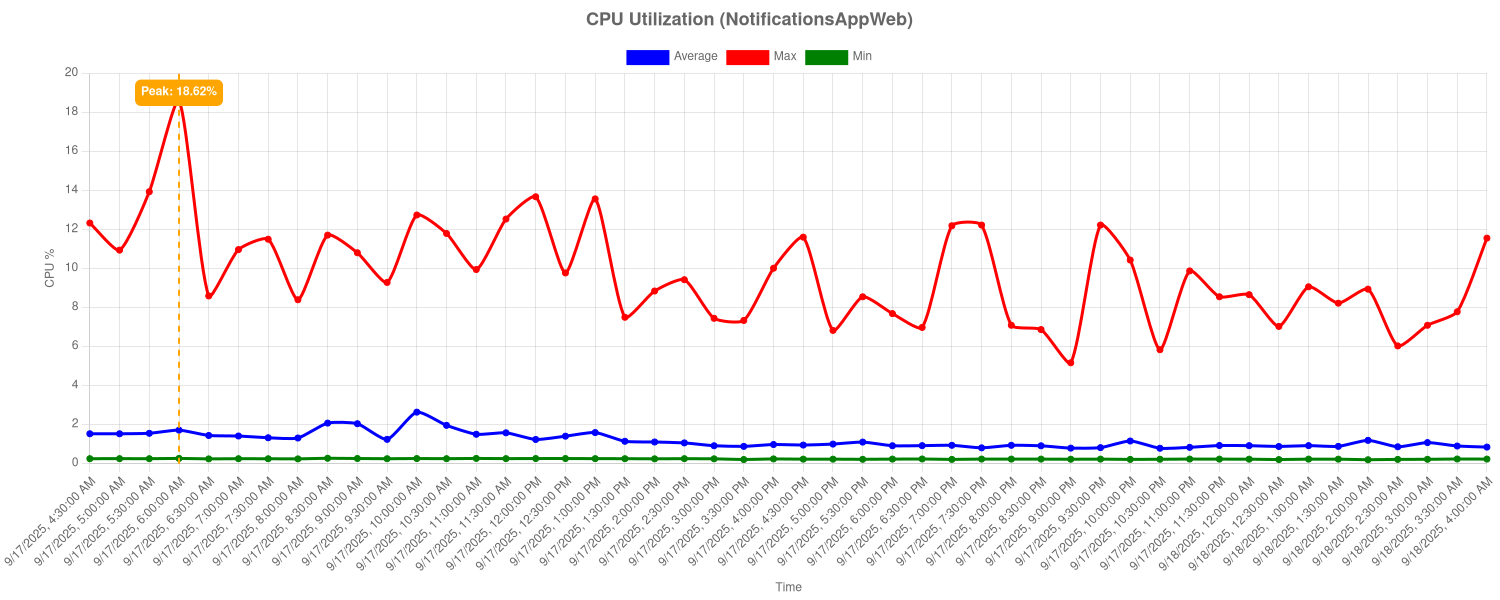 CPU Utilization (NotificationsAppWeb)
Average Max Min
20
Peak: 18.62%
18
16
14
12
10
8
6
4
2
0
CPU %
9/17/2025, 4:30:00 AM
9/17/2025, 5:00:00 AM
9/17/2025, 5:30:00 AM
9/17/2025, 6:00:00 AM
9/17/2025, 6:30:00 AM
9/17/2025, 7:00:00 AM
9/17/2025, 7:30:00 AM
9/17/2025, 8:00:00 AM
9/17/2025, 8:30:00 AM
9/17/2025, 9:00:00 AM
9/17/2025, 9:30:00 AM
9/17/2025, 10:00:00 AM
9/17/2025, 10:30:00 AM
9/17/2025, 11:00:00 AM
9/17/2025, 11:30:00 AM
9/17/2025, 12:00:00 PM
9/17/2025, 12:30:00 PM
9/17/2025, 1:00:00 PM
9/17/2025, 1:30:00 PM
9/17/2025, 2:00:00 PM
9/17/2025, 2:30:00 PM
9/17/2025, 3:00:00 PM
9/17/2025, 3:30:00 PM
9/17/2025, 4:00:00 PM
9/17/2025, 4:30:00 PM
9/17/2025, 5:00:00 PM
9/17/2025, 5:30:00 PM
9/17/2025, 6:00:00 PM
9/17/2025, 6:30:00 PM
9/17/2025, 7:00:00 PM
9/17/2025, 7:30:00 PM
9/17/2025, 8:00:00 PM
9/17/2025, 8:30:00 PM
9/17/2025, 9:00:00 PM
9/17/2025, 9:30:00 PM
9/17/2025, 10:00:00 PM
9/17/2025, 10:30:00 PM
9/17/2025, 11:00:00 PM
9/17/2025, 11:30:00 PM
9/18/2025, 12:00:00 AM
9/18/2025, 12:30:00 AM
9/18/2025, 1:00:00 AM
9/18/2025, 1:30:00 AM
9/18/2025, 2:00:00 AM
9/18/2025, 2:30:00 AM
9/18/2025, 3:00:00 AM
9/18/2025, 3:30:00 AM
9/18/2025, 4:00:00 AM
Time